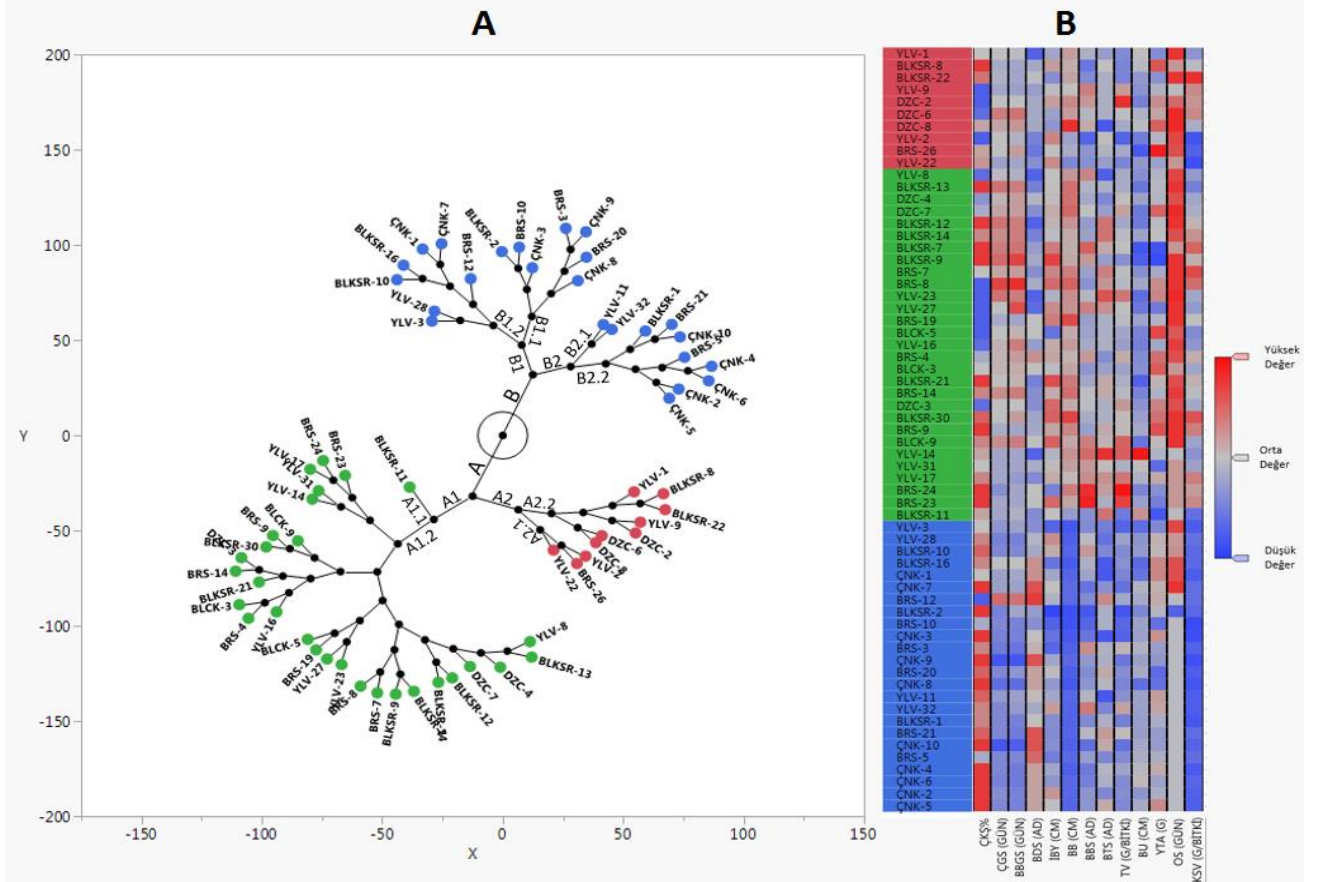 A
B
200
150
100
50
0
-50
-100
-150
-200
Y
-150
-100
-50
0
50
100
150
X
BLKSR-10
BLKSR-16
ÇNK-1
ÇNK-7
BRS-12
YLV-28
YLV-3
BLKSR-2
BRS-10
ÇNK-3
BRS-3
ÇNK-9
BRS-20
ÇNK-8
YLV-11
YLV-32
BLKSR-1
BRS-21
ÇNK-10
BRS-5
ÇNK-4
ÇNK-6
ÇNK-2
ÇNK-5
B1.2
B1.1
B1
B2
B2.1
B2.2
B
A
A1
A1.1
A1.2
A2
A2.2
A2.1
BLKSR-11
BRS-24
BRS-23
YLV-17
YLV-31
YLV-14
BLCK-9
BRS-9
BLKSR-30
DZC-3
BRS-14
BLKSR-21
BLCK-3
BRS-4
YLV-16
BLCK-5
BRS-19
YLV-27
YLV-23
BRS-8
BRS-7
BLKSR-9
BLKSR-7
BLKSR-14
BLKSR-12
DZC-7
DZC-4
BLKSR-13
YLV-8
YLV-1
BLKSR-8
BLKSR-22
YLV-9
DZC-2
DZC-6
DZC-8
YLV-2
BRS-26
YLV-22
YLV-1
BLKSR-8
BLKSR-22
YLV-9
DZC-2
DZC-6
DZC-8
YLV-2
BRS-26
YLV-22
YLV-8
BLKSR-13
DZC-4
DZC-7
BLKSR-12
BLKSR-14
BLKSR-7
BLKSR-9
BRS-7
BRS-8
YLV-23
YLV-27
BRS-19
BLCK-5
YLV-16
BRS-4
BLCK-3
BLKSR-21
BRS-14
DZC-3
BLKSR-30
BRS-9
BLCK-9
YLV-14
YLV-31
YLV-17
BRS-24
BRS-23
BLKSR-11
YLV-3
YLV-28
BLKSR-10
BLKSR-16
ÇNK-1
ÇNK-7
BRS-12
BLKSR-2
BRS-10
ÇNK-3
BRS-3
ÇNK-9
BRS-20
ÇNK-8
YLV-11
YLV-32
BLKSR-1
BRS-21
ÇNK-10
BRS-5
ÇNK-4
ÇNK-6
ÇNK-2
ÇNK-5
ÇKŞ%
ÇGS (GÜN)
BBGS (GÜN)
BDS (AD)
İBY (CM)
BB (CM)
BBS (AD)
BTS (AD)
TV (G/BİTKİ)
BU (CM)
YTA (G)
OS (GÜN)
KSV (G/BİTKİ)
Yüksek
Değer
Orta
Değer
Düşük
Değer